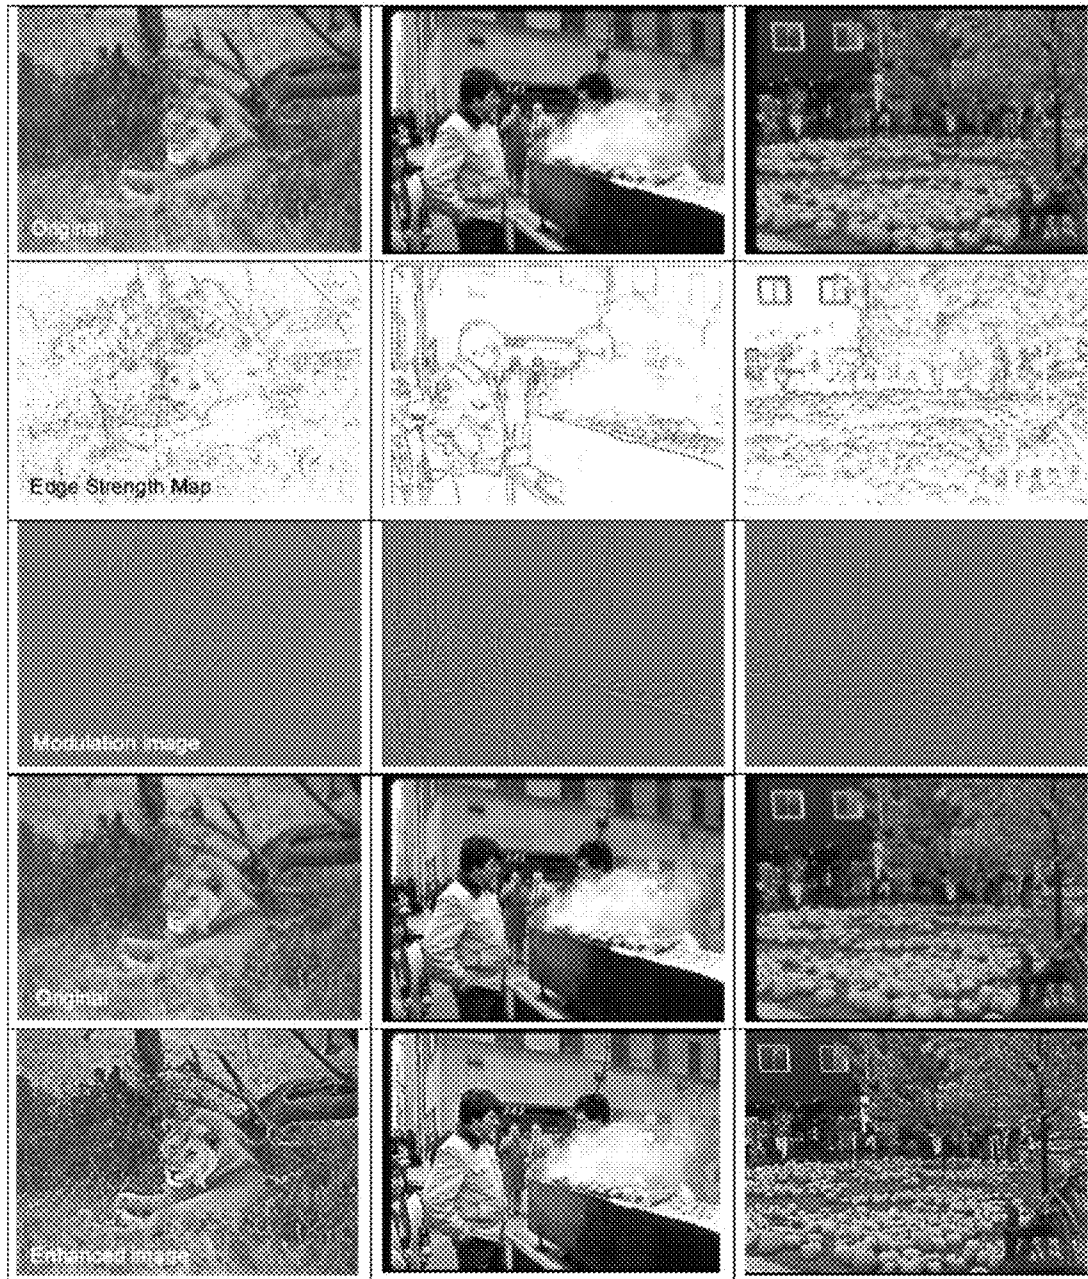 Original
Edge Strength Map
Modulation image
Original
Enhanced image